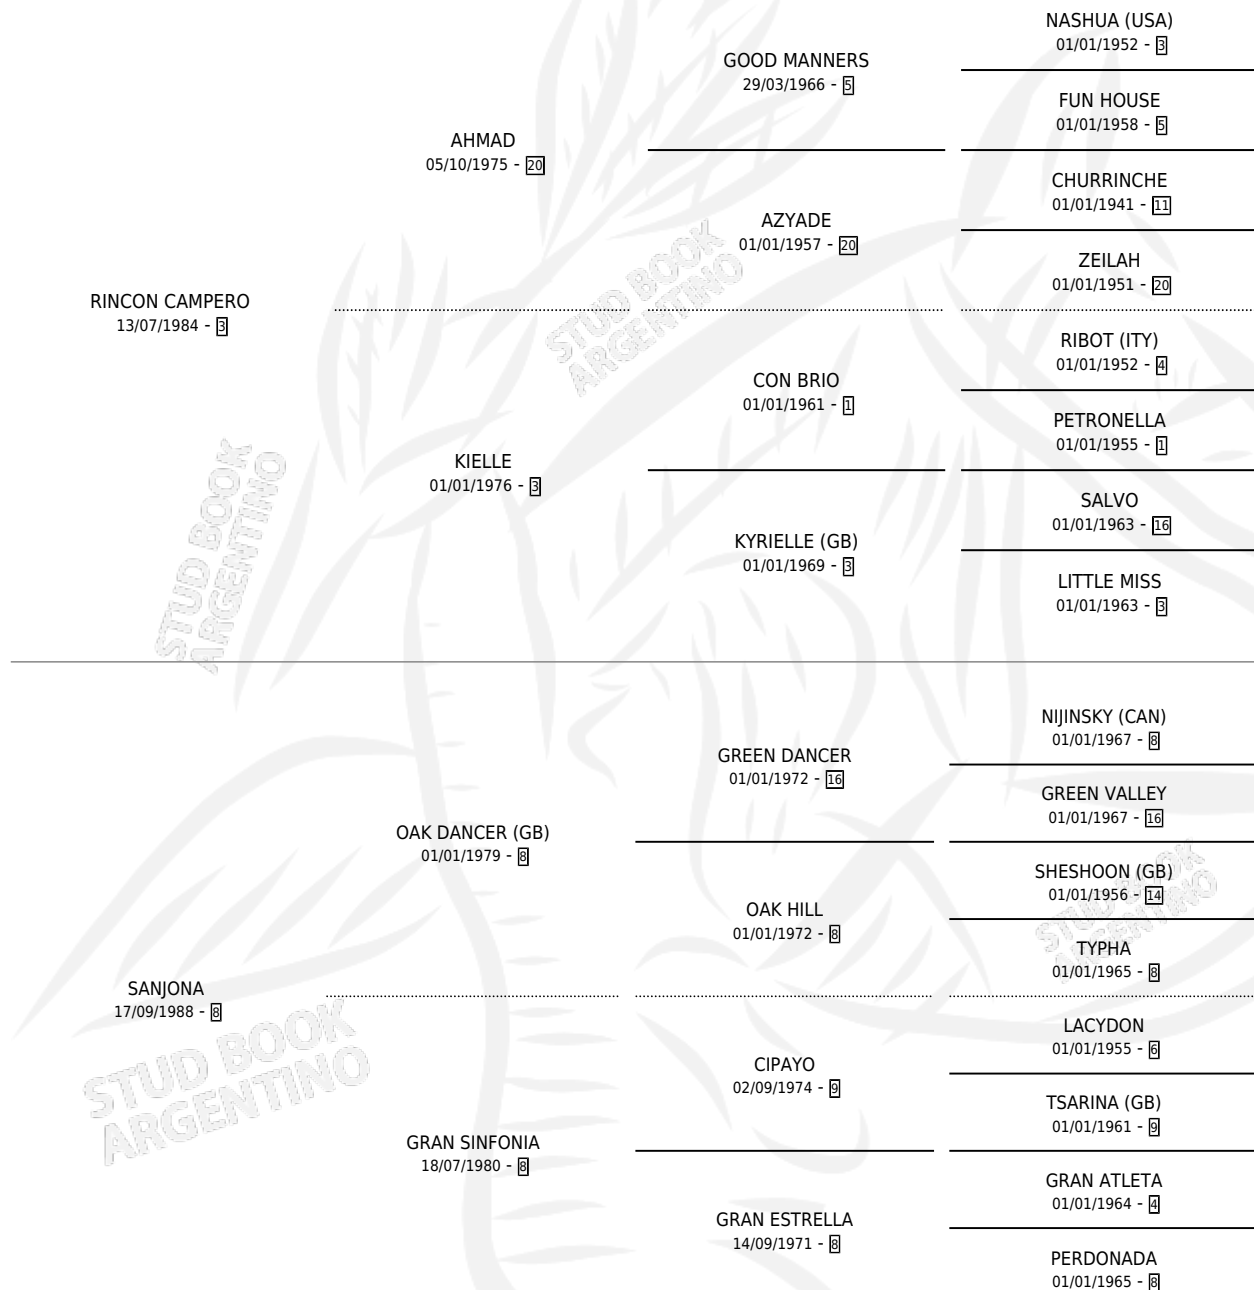 NASHUA (USA)
01/01/1952 - 3
GOOD MANNERS
29/03/1966 - 5
FUN HOUSE
01/01/1958 - 5
AHMAD
05/10/1975 - 20
CHURRINCHE
01/01/1941 - 11
AZYADE
01/01/1957 - 20
ZEILAH
01/01/1951 - 20
RINCON CAMPERO
13/07/1984 - 3
STUD BOOK
ARGENTINO
RIBOT (ITY)
01/01/1952 - 4
CON BRIO
01/01/1961 - 1
PETRONELLA
01/01/1955 - 1
KIELLE
01/01/1976 - 3
SALVO
01/01/1963 - 16
KYRIELLE (GB)
01/01/1969 - 3
LITTLE MISS
01/01/1963 - 3
STUD BOOK
ARGENTINO
NIJINSKY (CAN)
01/01/1967 - 8
GREEN DANCER
01/01/1972 - 16
GREEN VALLEY
01/01/1967 - 16
OAK DANCER (GB)
01/01/1979 - 8
SHESHOON (GB)
01/01/1956 - 14
STUD BOOK
ARGENTINO
OAK HILL
01/01/1972 - 8
TYPHA
01/01/1965 - 8
SANJONA
17/09/1988 - 8
STUD BOOK
ARGENTINO
LACYDON
01/01/1955 - 6
CIPAYO
02/09/1974 - 9
TSARINA (GB)
01/01/1961 - 9
GRAN SINFONIA
18/07/1980 - 8
GRAN ATLETA
01/01/1964 - 4
GRAN ESTRELLA
14/09/1971 - 8
PERDONADA
01/01/1965 - 8